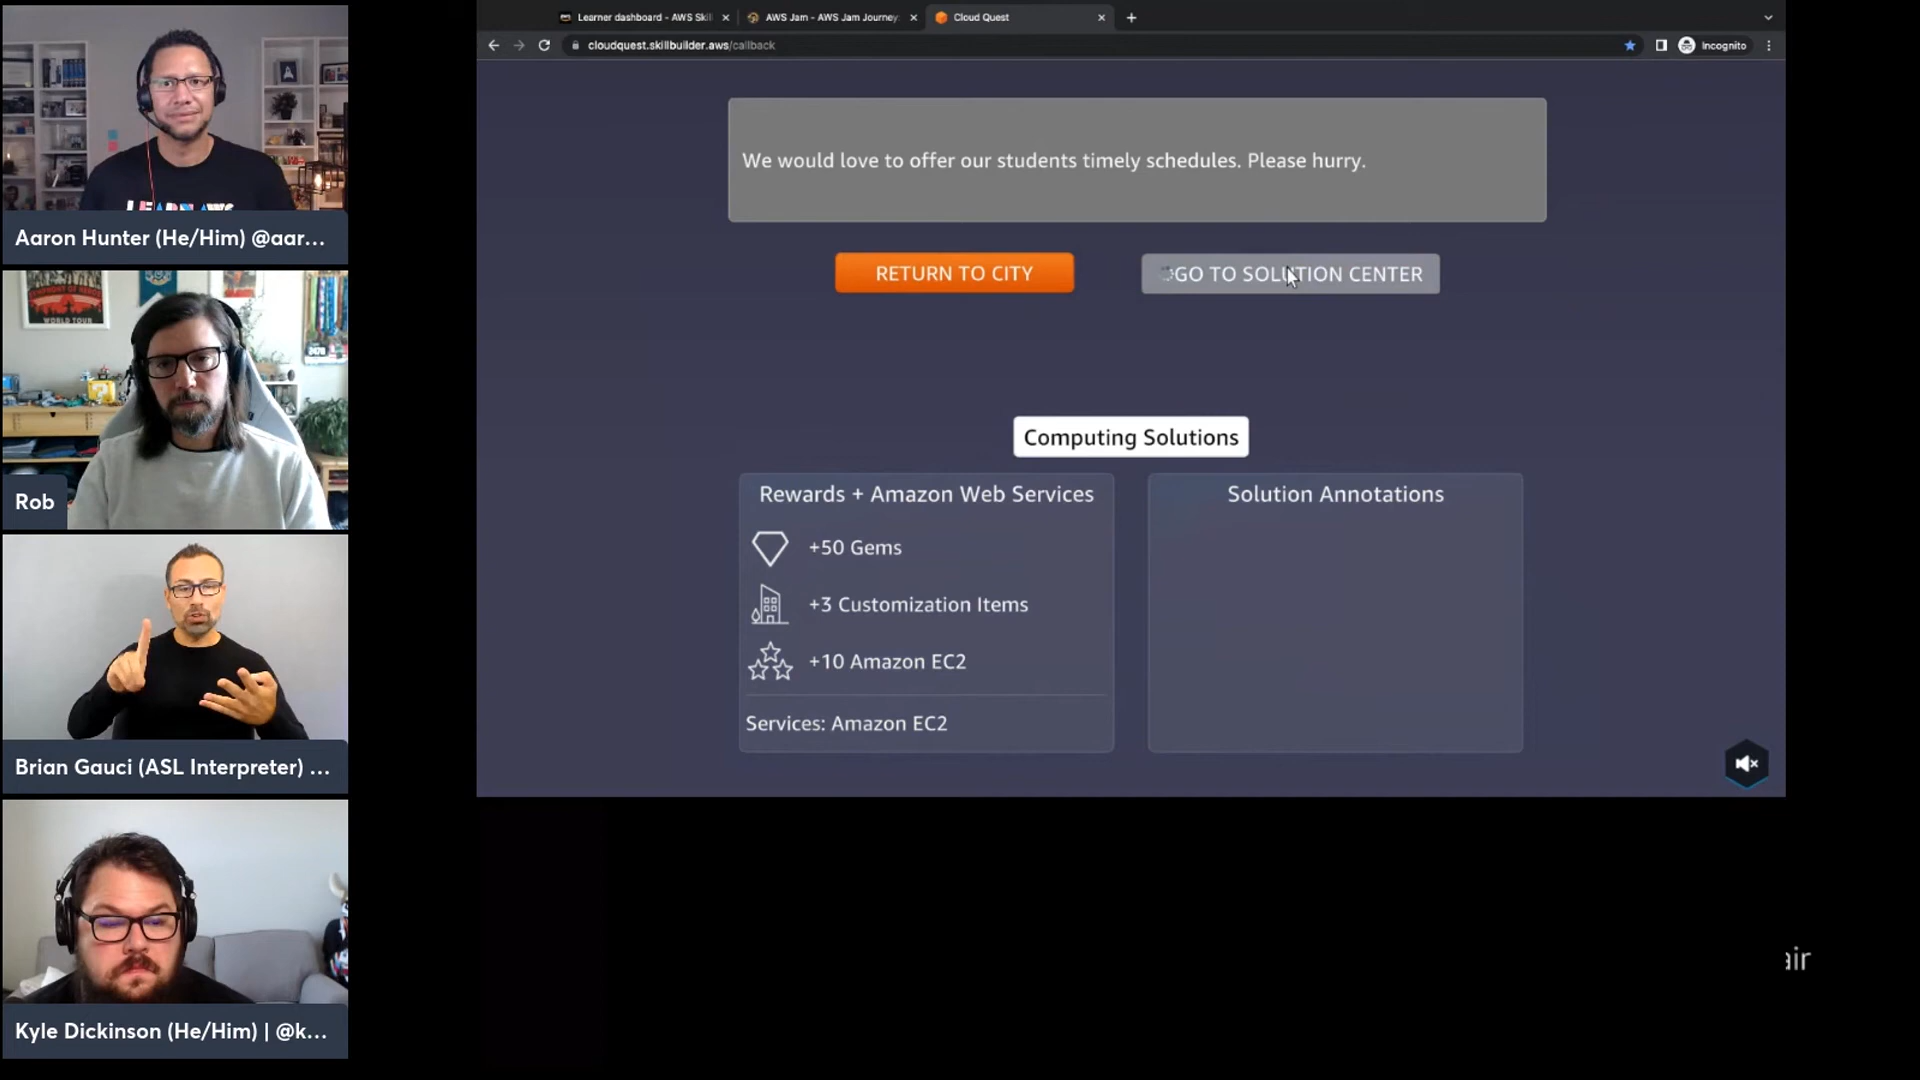 Learner dashboard - AWS Skil
AWS Jam - AWS Jam Journey:
Cloud Quest
cloudquest.skillbuilder.aws/callback
Incognito
We would love to offer our students timely schedules. Please hurry.
RETURN TO CITY
GO TO SOLUTION CENTER
Computing Solutions
Rewards + Amazon Web Services
+50 Gems
+3 Customization Items
+10 Amazon EC2
Services: Amazon EC2
Solution Annotations
Aaron Hunter (He/Him) @aar...
Rob
Brian Gauci (ASL Interpreter) ...
Kyle Dickinson (He/Him) | @k...
WORLD TOUR
air